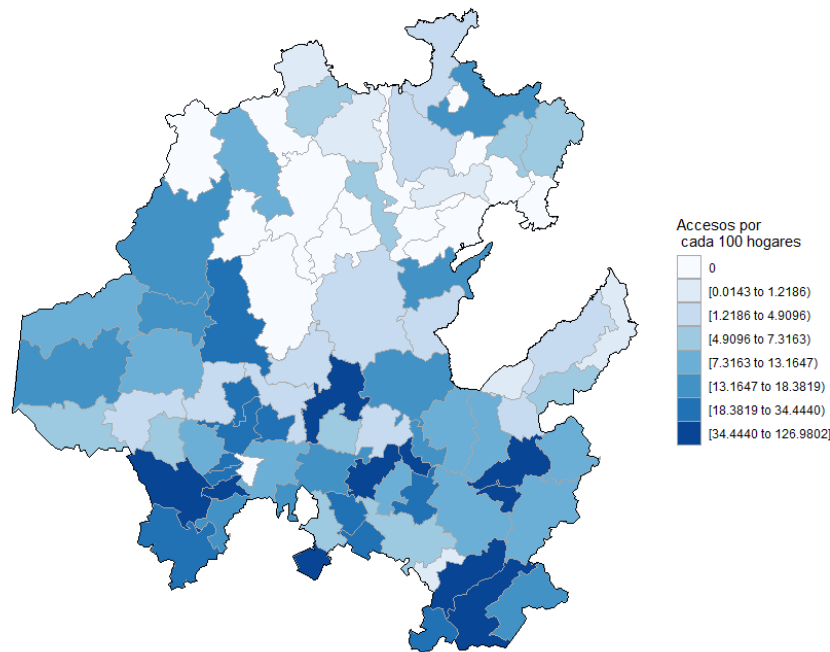 Accesos por
cada 100 hogares
0
[0.0143 to 1.2186)
[1.2186 to 4.9096)
[4.9096 to 7.3163)
[7.3163 to 13.1647)
[13.1647 to 18.3819)
[18.3819 to 34.4440)
[34.4440 to 126.9802]